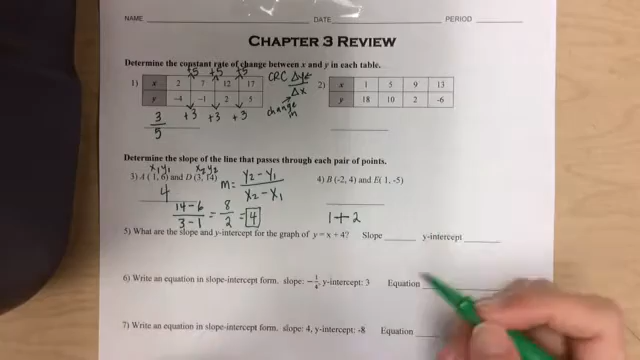 NAME DATE PERIOD
CHAPTER 3 REVIEW
Determine the constant rate of change between x and y in each table.
+5 +5 +5
1) x 2 7 12 17
y -4 -1 2 5
+3 +3 +3
3/5
CRC Δy
Δx
change in
2) x 1 5 9 13
y 18 10 2 -6
Determine the slope of the line that passes through each pair of points.
x₁ y₁ x₂ y₂
3) A (1, 6) and D (3, 14)
4
m = y₂ - y₁ / x₂ - x₁
14 - 6 / 3 - 1 = 8/2 = 4
4) B (-2, 4) and E( 1, -5)
1 + 2
5) What are the slope and y-intercept for the graph of y = x + 4? Slope y-intercept
6) Write an equation in slope-intercept form. slope: -1/4, y-intercept: 3 Equation
7) Write an equation in slope-intercept form. slope: 4, y-intercept: -8 Equation